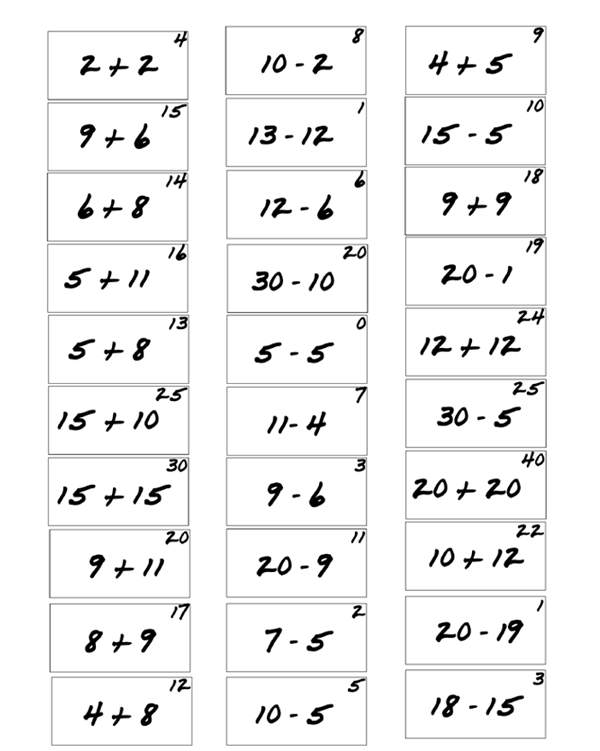 4
2 + 2
15
9 + 6
14
6 + 8
16
5 + 11
13
5 + 8
25
15 + 10
30
15 + 15
20
9 + 11
17
8 + 9
12
4 + 8
8
10 - 2
1
13 - 12
6
12 - 6
20
30 - 10
0
5 - 5
7
11 - 4
3
9 - 6
11
20 - 9
2
7 - 5
5
10 - 5
9
4 + 5
10
15 - 5
18
9 + 9
19
20 - 1
24
12 + 12
25
30 - 5
40
20 + 20
22
10 + 12
1
20 - 19
3
18 - 15